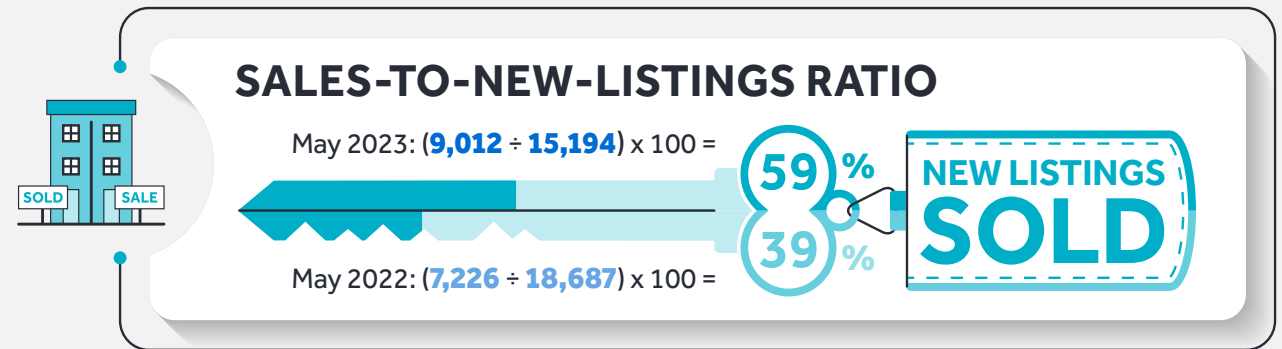 SALES-TO-NEW-LISTINGS RATIO
May 2023: (9,012 ÷ 15,194) x 100 =
59 %
NEW LISTINGS
SOLD
SOLD
SALE
39 %
May 2022: (7,226 ÷ 18,687) x 100 =